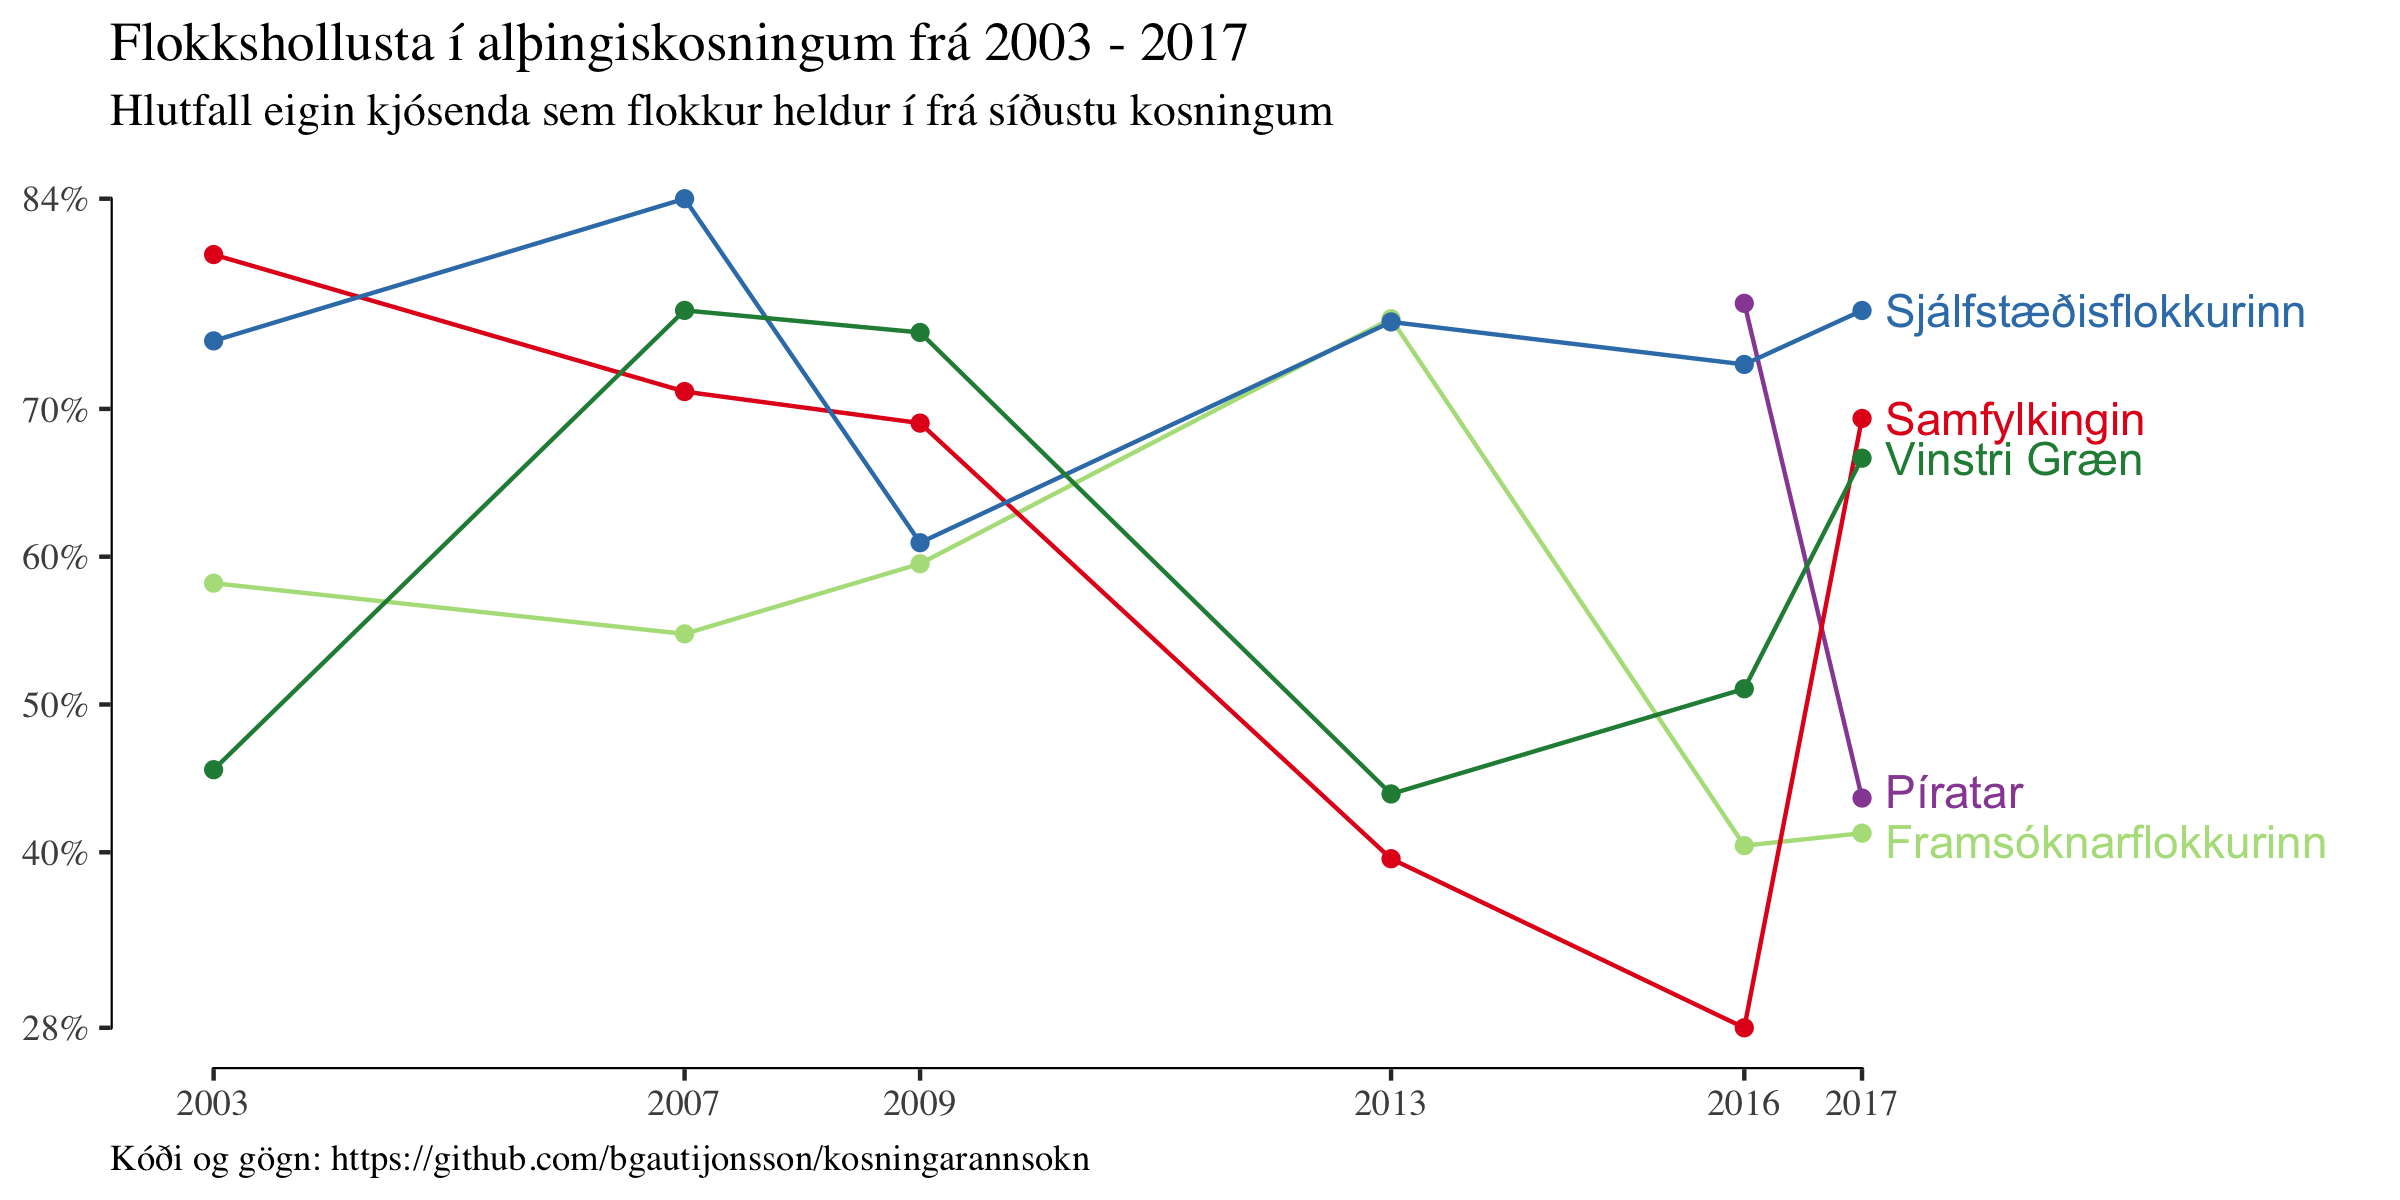 Flokkshollusta í alþingiskosningum frá 2003 - 2017
Hlutfall eigin kjósenda sem flokkur heldur í frá síðustu kosningum
84%
70%
60%
50%
40%
28%
Sjálfstæðisflokkurinn
Samfylkingin
Vinstri Græn
Píratar
Framsóknarflokkurinn
2003 2007 2009 2013 2016 2017
Kóði og gögn: https://github.com/bgautijonsson/kosningarannsokn